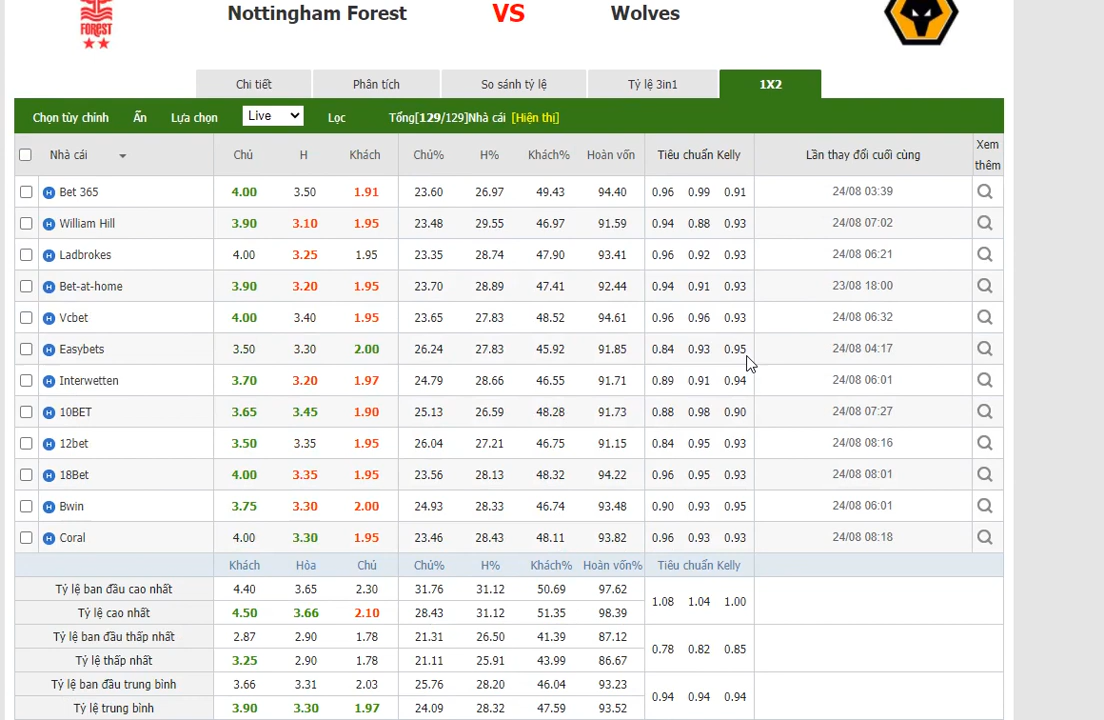 FOREST
Nottingham Forest VS Wolves
Chi tiết Phân tích So sánh tỷ lệ Tỷ lệ 3in1 1X2
Chọn tùy chỉnh Ẩn Lựa chọn Live Lọc Tổng[129/129]Nhà cái [Hiện thị]
Nhà cái Chủ H Khách Chủ% H% Khách% Hoàn vốn Tiêu chuẩn Kelly Lần thay đổi cuối cùng Xem thêm
H Bet 365 4.00 3.50 1.91 23.60 26.97 49.43 94.40 0.96 0.99 0.91 24/08 03:39
H William Hill 3.90 3.10 1.95 23.48 29.55 46.97 91.59 0.94 0.88 0.93 24/08 07:02
H Ladbrokes 4.00 3.25 1.95 23.35 28.74 47.90 93.41 0.96 0.92 0.93 24/08 06:21
H Bet-at-home 3.90 3.20 1.95 23.70 28.89 47.41 92.44 0.94 0.91 0.93 23/08 18:00
H Vcbet 4.00 3.40 1.95 23.65 27.83 48.52 94.61 0.96 0.96 0.93 24/08 06:32
H Easybets 3.50 3.30 2.00 26.24 27.83 45.92 91.85 0.84 0.93 0.95 24/08 04:17
H Interwetten 3.70 3.20 1.97 24.79 28.66 46.55 91.71 0.89 0.91 0.94 24/08 06:01
H 10BET 3.65 3.45 1.90 25.13 26.59 48.28 91.73 0.88 0.98 0.90 24/08 07:27
H 12bet 3.50 3.35 1.95 26.04 27.21 46.75 91.15 0.84 0.95 0.93 24/08 08:16
H 18Bet 4.00 3.35 1.95 23.56 28.13 48.32 94.22 0.96 0.95 0.93 24/08 08:01
H Bwin 3.75 3.30 2.00 24.93 28.33 46.74 93.48 0.90 0.93 0.95 24/08 06:01
H Coral 4.00 3.30 1.95 23.46 28.43 48.11 93.82 0.96 0.93 0.93 24/08 08:18
Khách Hòa Chủ Chủ% H% Khách% Hoàn vốn% Tiêu chuẩn Kelly
Tỷ lệ ban đầu cao nhất 4.40 3.65 2.30 31.76 31.12 50.69 97.62
1.08 1.04 1.00
Tỷ lệ cao nhất 4.50 3.66 2.10 28.43 31.12 51.35 98.39
Tỷ lệ ban đầu thấp nhất 2.87 2.90 1.78 21.31 26.50 41.39 87.12
0.78 0.82 0.85
Tỷ lệ thấp nhất 3.25 2.90 1.78 21.11 25.91 43.99 86.67
Tỷ lệ ban đầu trung bình 3.66 3.31 2.03 25.76 28.20 46.04 93.23
0.94 0.94 0.94
Tỷ lệ trung bình 3.90 3.30 1.97 24.09 28.32 47.59 93.52